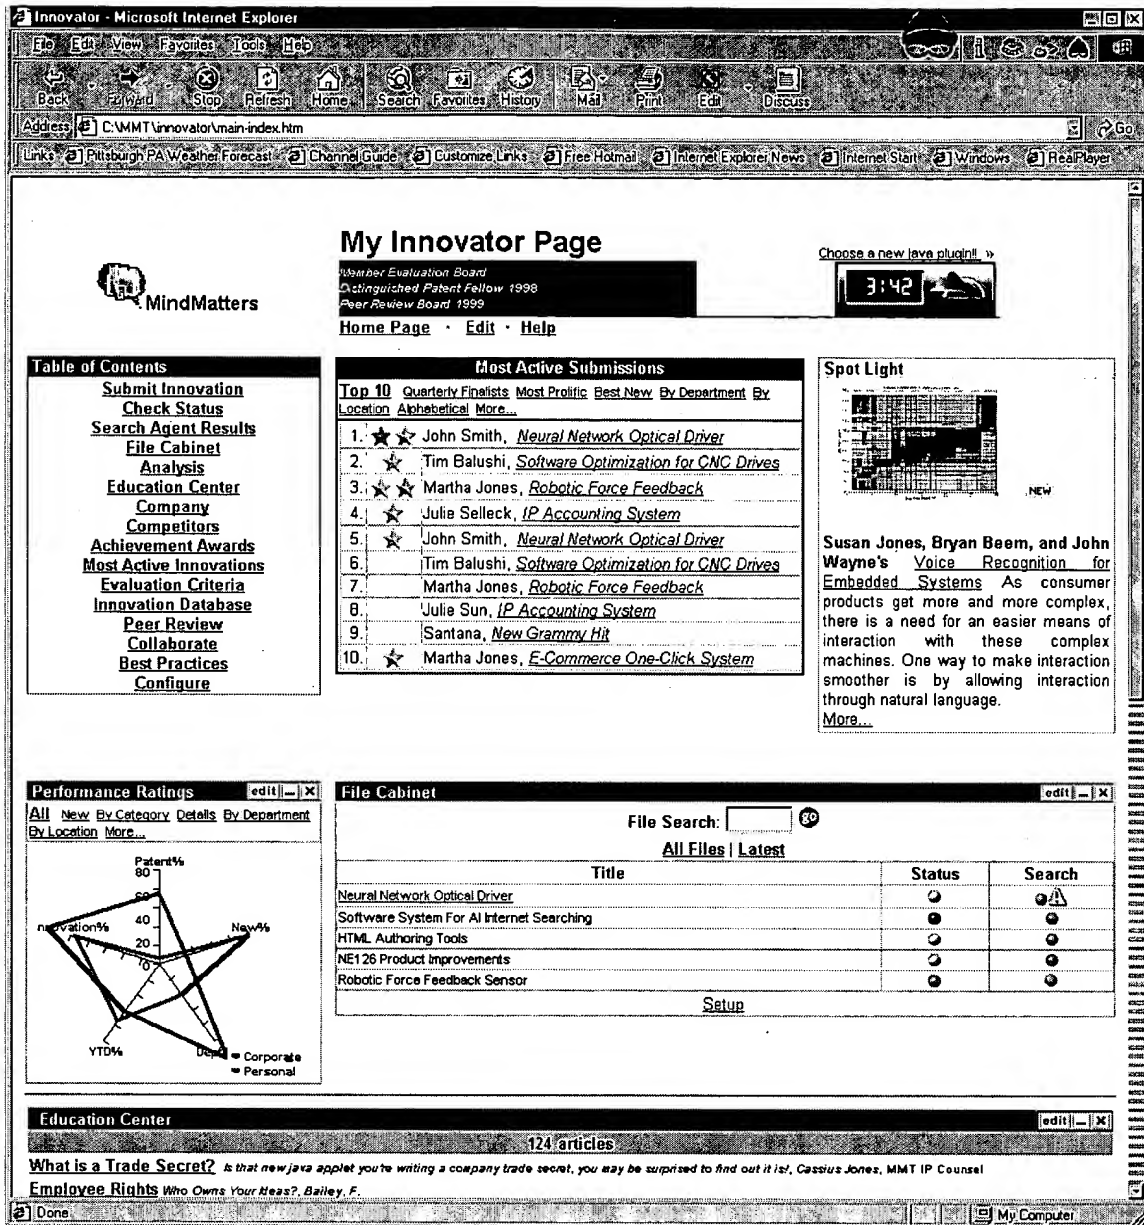 Innovator - Microsoft Internet Explorer
File Edit View Favorites Tools Help
Back Forward Stop Refresh Home Search Favorites History Mail Print Edit Discuss
Address C:\MMT\innovator\main-index.htm Go
Links Pittsburgh PA Weather Forecast Channel Guide Customize Links Free Hotmail Internet Explorer News Internet Start Windows RealPlayer
MindMatters
My Innovator Page
Member Evaluation Board
Distinguished Patent Fellow 1998
Peer Review Board 1999
Home Page · Edit · Help
Choose a new java plugin!! »
3:42
Table of Contents
Submit Innovation
Check Status
Search Agent Results
File Cabinet
Analysis
Education Center
Company
Competitors
Achievement Awards
Most Active Innovations
Evaluation Criteria
Innovation Database
Peer Review
Collaborate
Best Practices
Configure
Most Active Submissions
Top 10 Quarterly Finalists Most Prolific Best New By Department By
Location Alphabetical More...
1. John Smith, Neural Network Optical Driver
2. Tim Balushi, Software Optimization for CNC Drives
3. Martha Jones, Robotic Force Feedback
4. Julie Selleck, IP Accounting System
5. John Smith, Neural Network Optical Driver
6. Tim Balushi, Software Optimization for CNC Drives
7. Martha Jones, Robotic Force Feedback
8. Julie Sun, IP Accounting System
9. Santana, New Grammy Hit
10. Martha Jones, E-Commerce One-Click System
Spot Light
NEW
Susan Jones, Bryan Beem, and John
Wayne's Voice Recognition for
Embedded Systems As consumer
products get more and more complex,
there is a need for an easier means of
interaction with these complex
machines. One way to make interaction
smoother is by allowing interaction
through natural language.
More...
Performance Ratings edit
All New By Category Details By Department
By Location More...
Patent%
80
40
20
0
nnovation%
New%
YTD%
Dept
Corporate
Personal
File Cabinet edit
File Search: go
All Files | Latest
Title Status Search
Neural Network Optical Driver
Software System For AI Internet Searching
HTML Authoring Tools
NE126 Product Improvements
Robotic Force Feedback Sensor
Setup
Education Center edit
124 articles
What is a Trade Secret? Is that new java applet you're writing a company trade secret, you may be surprised to find out it is!, Cassius Jones, MMT IP Counsel
Employee Rights Who Owns Your Ideas?, Bailey, F.
Done My Computer